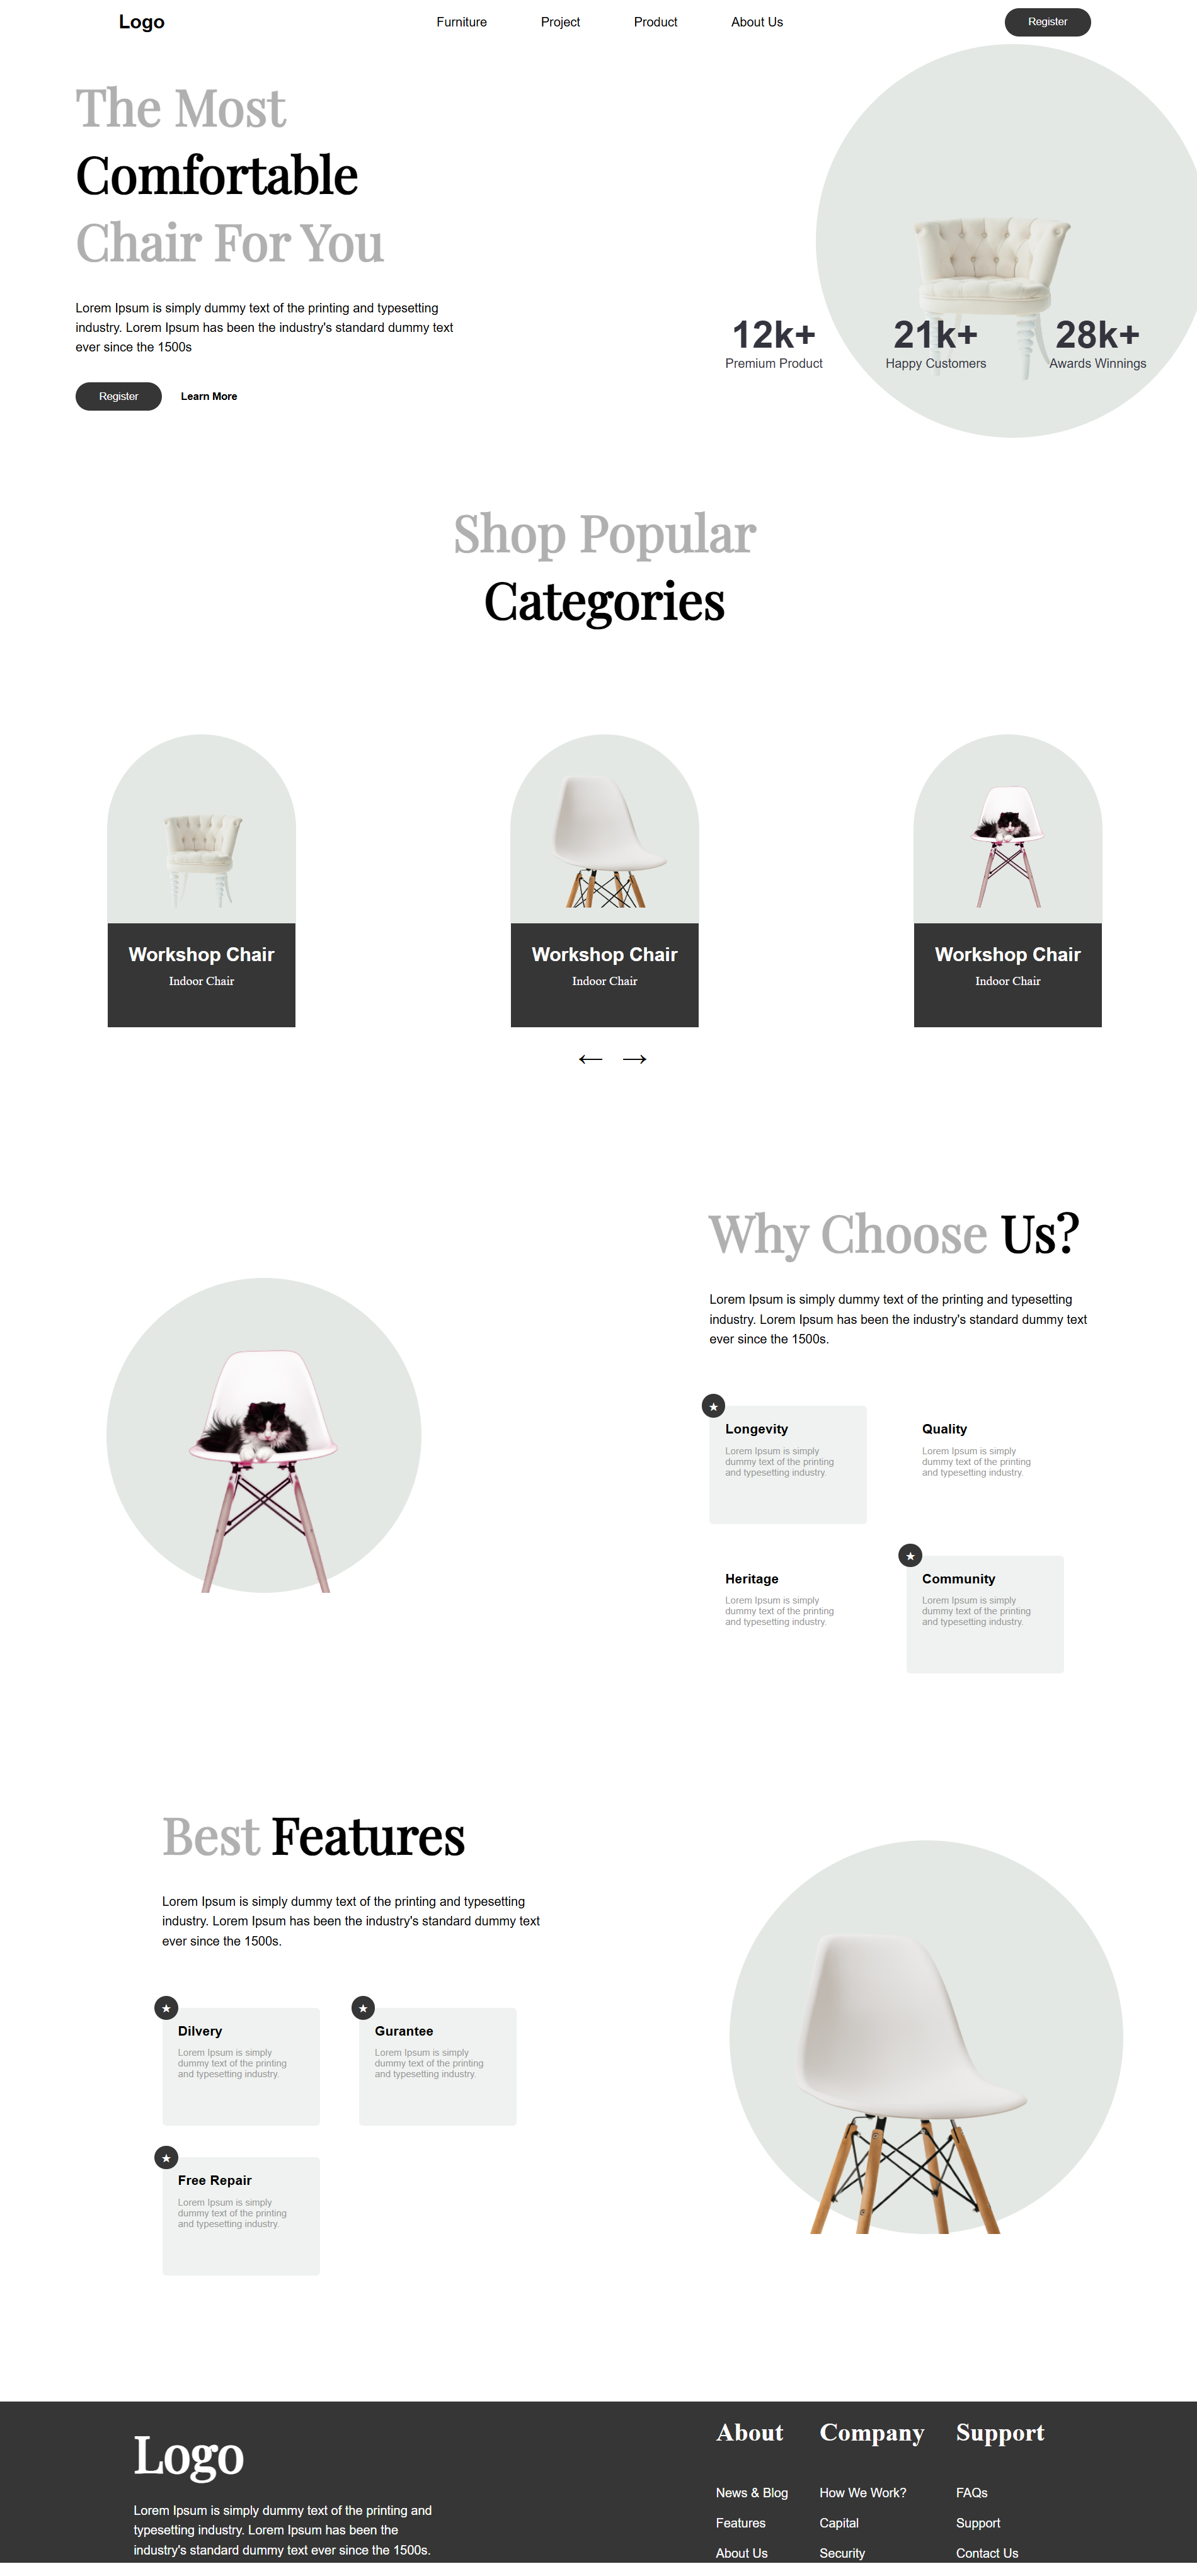 Logo
Furniture
Project
Product
About Us
Register
The Most
Comfortable
Chair For You
Lorem Ipsum is simply dummy text of the printing and typesetting
industry. Lorem Ipsum has been the industry's standard dummy text
ever since the 1500s
Register
Learn More
12k+
Premium Product
21k+
Happy Customers
28k+
Awards Winnings
Shop Popular
Categories
Workshop Chair
Indoor Chair
Workshop Chair
Indoor Chair
Workshop Chair
Indoor Chair
Why Choose Us?
Lorem Ipsum is simply dummy text of the printing and typesetting
industry. Lorem Ipsum has been the industry's standard dummy text
ever since the 1500s.
Longevity
Lorem Ipsum is simply
dummy text of the printing
and typesetting industry.
Quality
Lorem Ipsum is simply
dummy text of the printing
and typesetting industry.
Heritage
Lorem Ipsum is simply
dummy text of the printing
and typesetting industry.
Community
Lorem Ipsum is simply
dummy text of the printing
and typesetting industry.
Best Features
Lorem Ipsum is simply dummy text of the printing and typesetting
industry. Lorem Ipsum has been the industry's standard dummy text
ever since the 1500s.
Dilvery
Lorem Ipsum is simply
dummy text of the printing
and typesetting industry.
Gurantee
Lorem Ipsum is simply
dummy text of the printing
and typesetting industry.
Free Repair
Lorem Ipsum is simply
dummy text of the printing
and typesetting industry.
Logo
Lorem Ipsum is simply dummy text of the printing and
typesetting industry. Lorem Ipsum has been the
industry's standard dummy text ever since the 1500s.
About
News & Blog
Features
About Us
Company
How We Work?
Capital
Security
Support
FAQs
Support
Contact Us